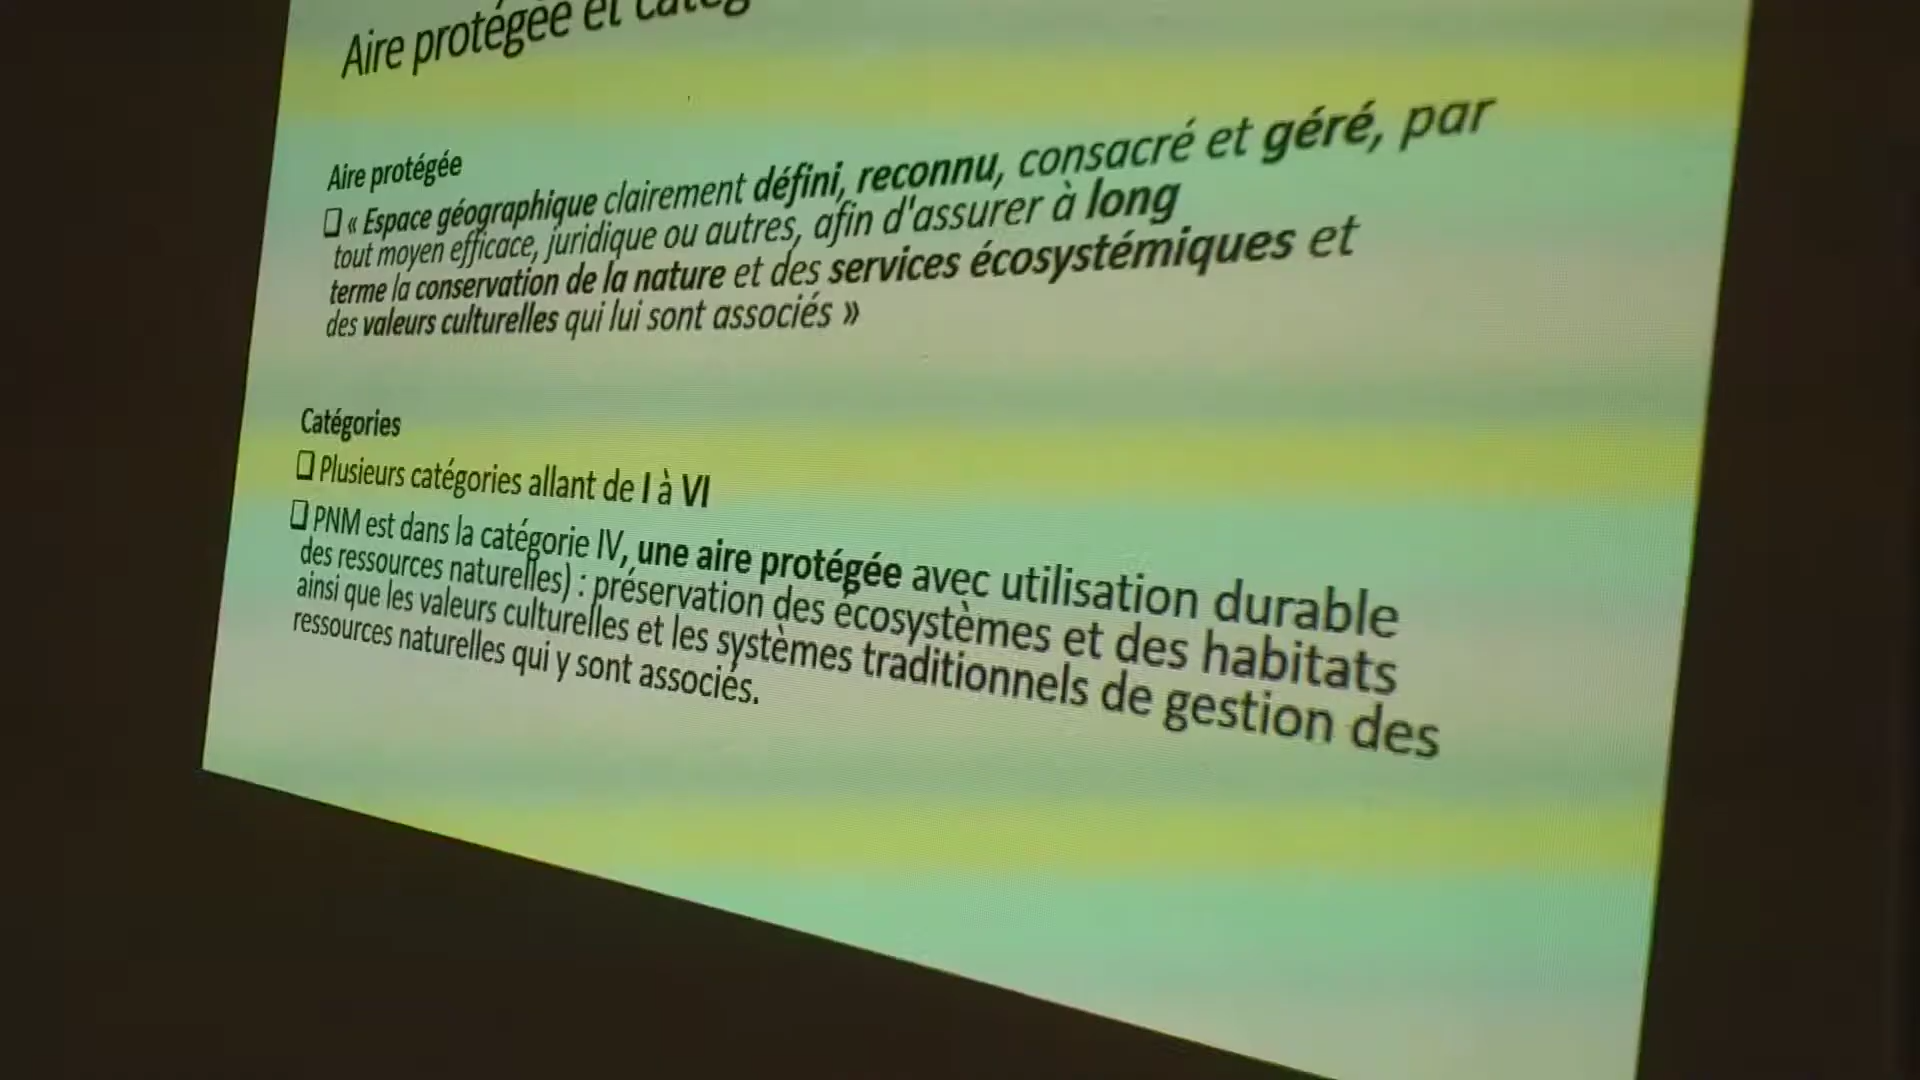 Aire protégée et catég
Aire protégée
❑ « Espace géographique clairement défini, reconnu, consacré et géré, par
tout moyen efficace, juridique ou autres, afin d'assurer à long
terme la conservation de la nature et des services écosystémiques et
des valeurs culturelles qui lui sont associés »
Catégories
❑ Plusieurs catégories allant de I à VI
❑ PNM est dans la catégorie IV, une aire protégée avec utilisation durable
des ressources naturelles) : préservation des écosystèmes et des habitats
ainsi que les valeurs culturelles et les systèmes traditionnels de gestion des
ressources naturelles qui y sont associés.